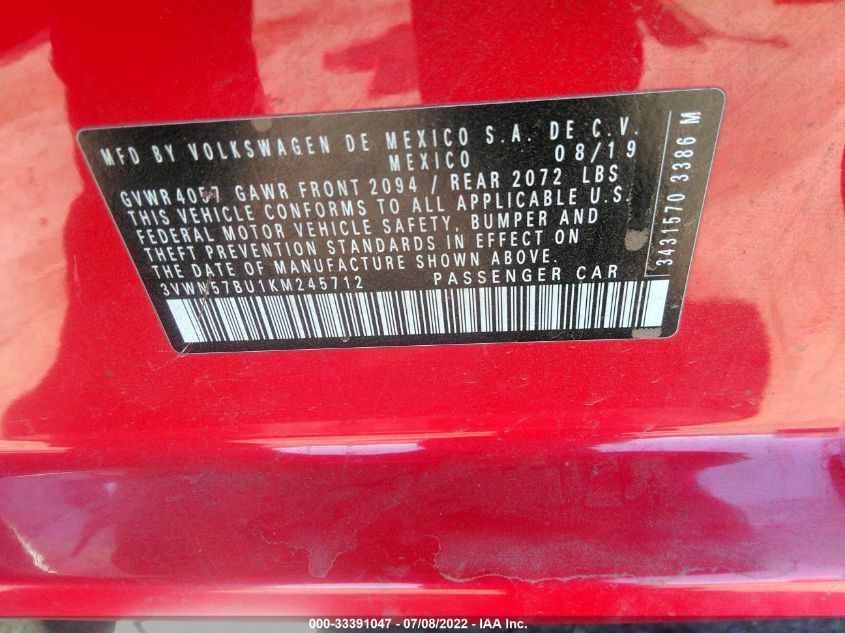 MFD BY VOLKSWAGEN DE MEXICO S.A. DE C.V.
MEXICO 08/19
GVWR 4057 GAWR FRONT 2094 / REAR 2072 LBS
THIS VEHICLE CONFORMS TO ALL APPLICABLE U.S.
FEDERAL MOTOR VEHICLE SAFETY, BUMPER AND
THEFT PREVENTION STANDARDS IN EFFECT ON
THE DATE OF MANUFACTURE SHOWN ABOVE.
3VWN57BU1KM245712 PASSENGER CAR
3431570 3386 M
000-33391047 - 07/08/2022 - IAA Inc.